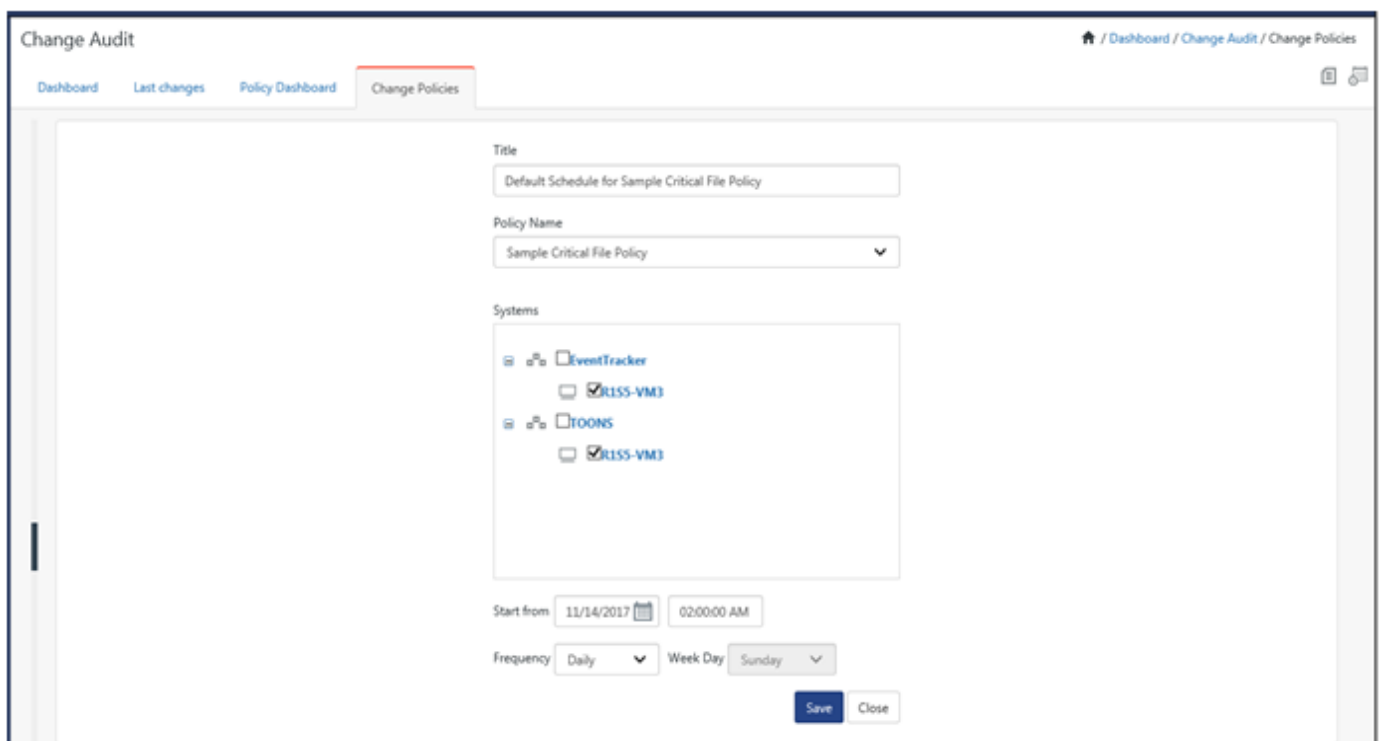 Change Audit
/ Dashboard / Change Audit / Change Policies
Dashboard Last changes Policy Dashboard Change Policies
Title
Default Schedule for Sample Critical File Policy
Policy Name
Sample Critical File Policy
Systems
EventTracker
R1S5-VM3
TOONS
R1S5-VM3
Start from 11/14/2017 02:00:00 AM
Frequency Daily Week Day Sunday
Save Close